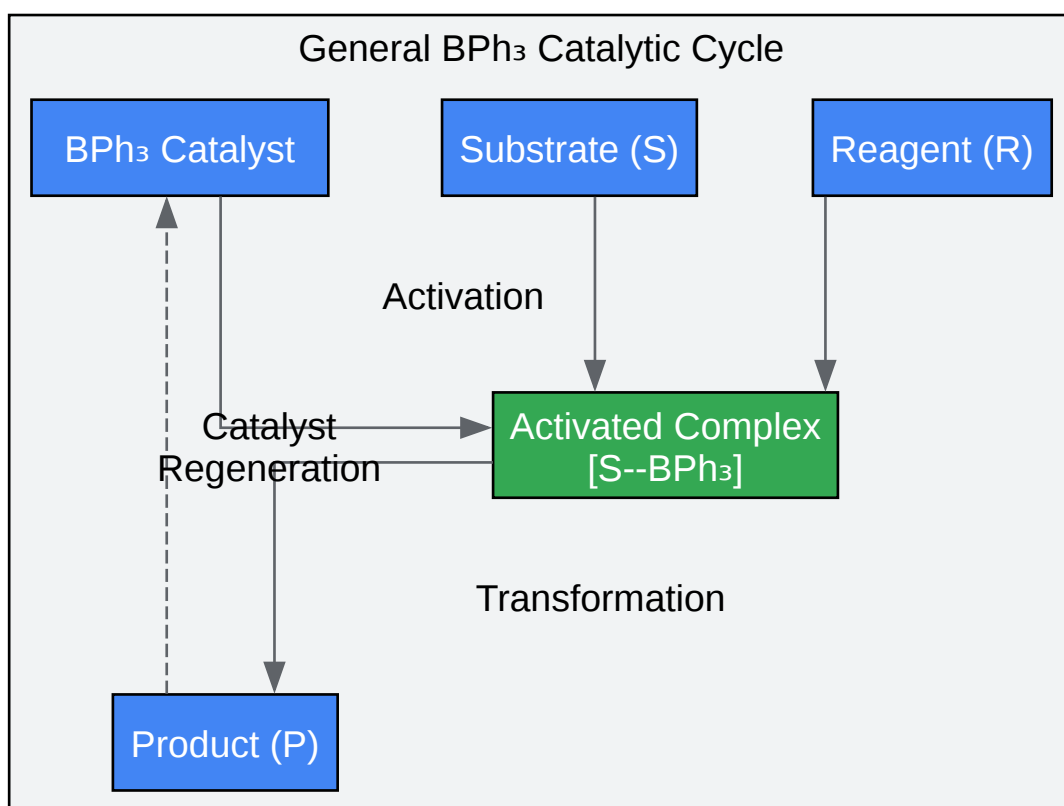 General BPh₃ Catalytic Cycle
BPh₃ Catalyst
Substrate (S)
Reagent (R)
Activation
Catalyst
Regeneration
Activated Complex
[S--BPh₃]
Transformation
Product (P)